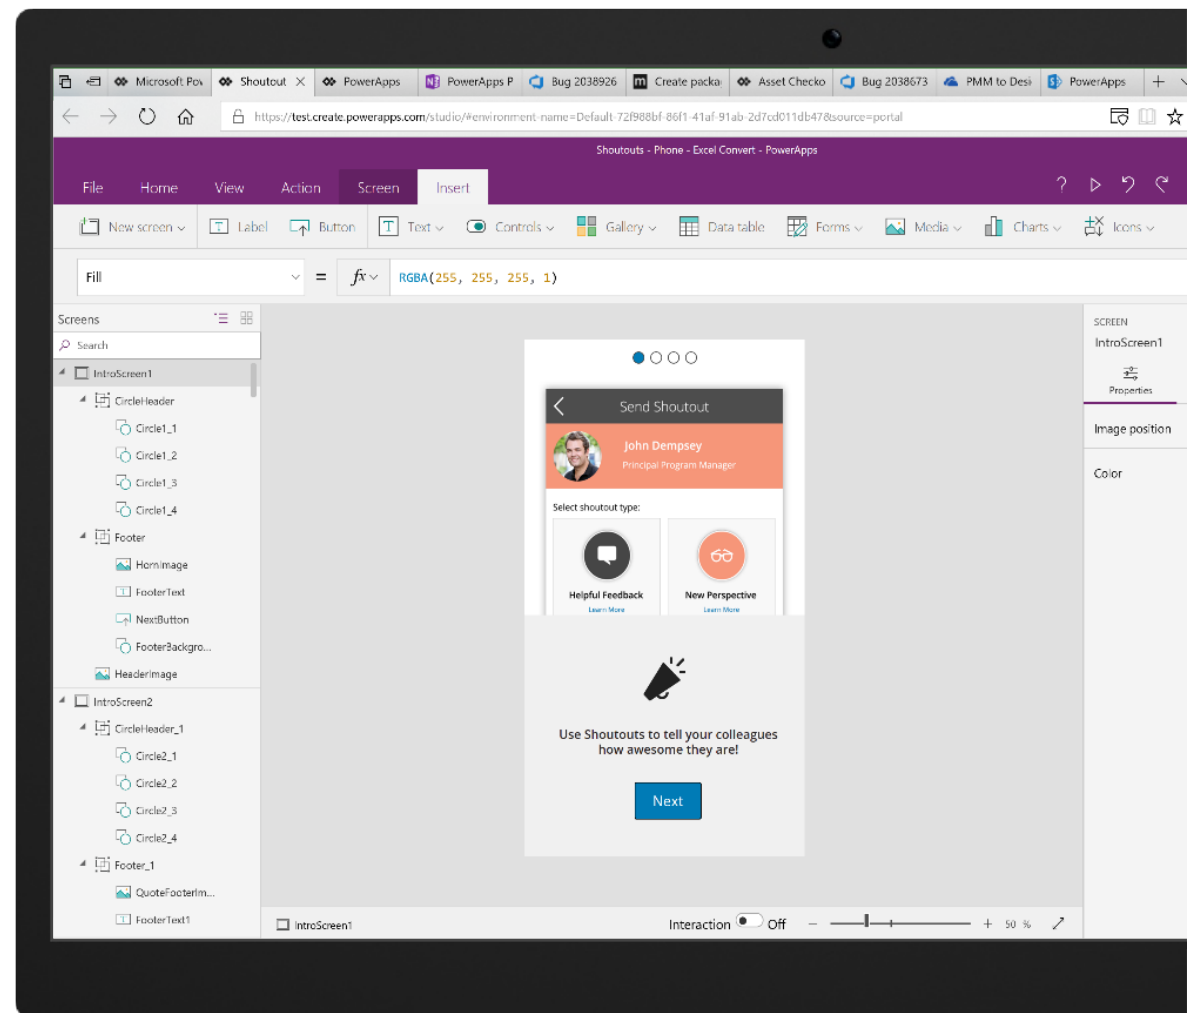 Microsoft Pov
Shoutout
PowerApps
PowerApps P
Bug 2038926
Create packa
Asset Checko
Bug 2038673
PMM to Desi
PowerApps
https://test.create.powerapps.com/studio/#environment-name=Default-72f988bf-86f1-41af-91ab-2d7cd011db47&source=portal
Shoutouts - Phone - Excel Convert - PowerApps
File Home View Action Screen Insert ?
New screen Label Button Text Controls Gallery Data table Forms Media Charts Icons
Fill = fx RGBA(255, 255, 255, 1)
Screens
Search
IntroScreen1
CircleHeader
Circle1_1
Circle1_2
Circle1_3
Circle1_4
Footer
HornImage
FooterText
NextButton
FooterBackgro...
HeaderImage
IntroScreen2
CircleHeader_1
Circle2_1
Circle2_2
Circle2_3
Circle2_4
Footer_1
QuoteFooterIm...
FooterText1
Send Shoutout
John Dempsey
Principal Program Manager
Select shoutout type:
Helpful Feedback
Learn More
New Perspective
Learn More
Use Shoutouts to tell your colleagues
how awesome they are!
Next
IntroScreen1
Interaction Off − + 50 %
SCREEN
IntroScreen1
Properties
Image position
Color